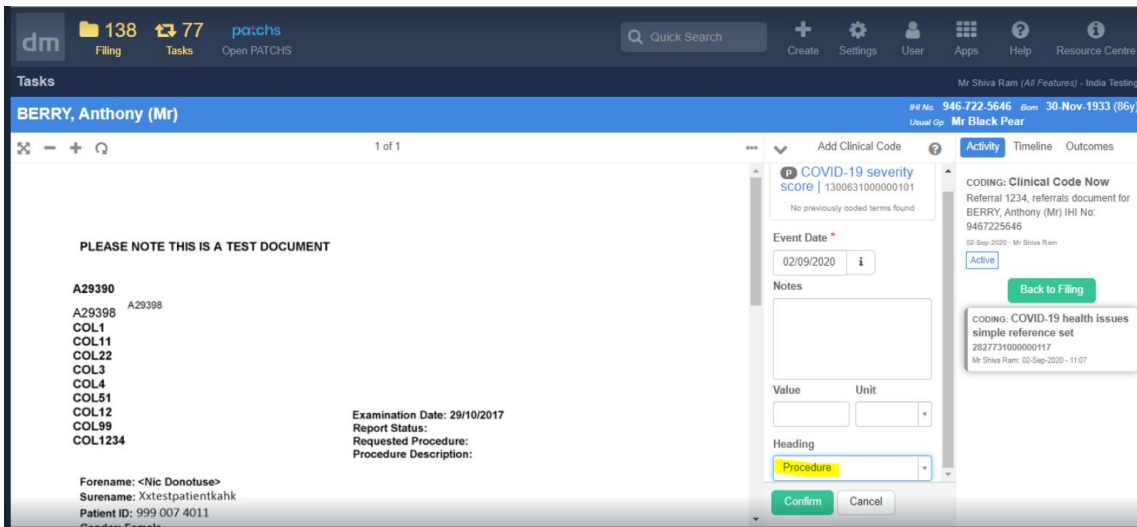 dm
138
Filing
77
Tasks
patchs
Open PATCHS
Quick Search
Create
Settings
User
Apps
Help
Resource Centre
Tasks
Mr Shiva Ram (All Features) - India Testing
BERRY, Anthony (Mr)
IHI No. 946-722-5646 Born 30-Nov-1933 (86y)
Usual Gp Mr Black Pear
1 of 1
PLEASE NOTE THIS IS A TEST DOCUMENT
A29390
A29398 A29398
COL1
COL11
COL22
COL3
COL4
COL51
COL12
COL99
COL1234
Examination Date: 29/10/2017
Report Status:
Requested Procedure:
Procedure Description:
Forename: <Nic Donotuse>
Surename: Xxtestpatientkahk
Patient ID: 999 007 4011
Gender: Female
Add Clinical Code
P COVID-19 severity
score | 1300631000000101
No previously coded terms found
Event Date *
02/09/2020
i
Notes
Value
Unit
Heading
Procedure
Confirm
Cancel
Activity
Timeline
Outcomes
CODING: Clinical Code Now
Referral 1234, referrals document for
BERRY, Anthony (Mr) IHI No:
9467225646
02-Sep-2020 - Mr Shiva Ram
Active
Back to Filing
CODING: COVID-19 health issues
simple reference set
2827731000000117
Mr Shiva Ram: 02-Sep-2020 - 11:07